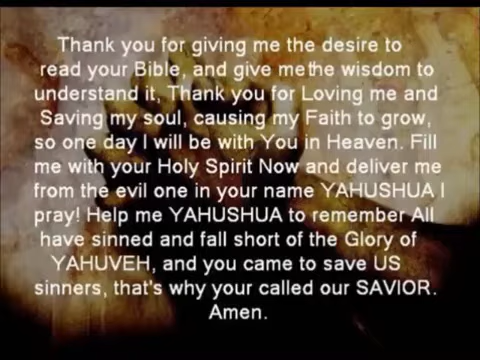 Thank you for giving me the desire to
read your Bible, and give me the wisdom to
understand it, Thank you for Loving me and
Saving my soul, causing my Faith to grow,
so one day I will be with You in Heaven. Fill
me with your Holy Spirit Now and deliver me
from the evil one in your name YAHUSHUA I
pray! Help me YAHUSHUA to remember All
have sinned and fall short of the Glory of
YAHUVEH, and you came to save US
sinners, that's why your called our SAVIOR.
Amen.